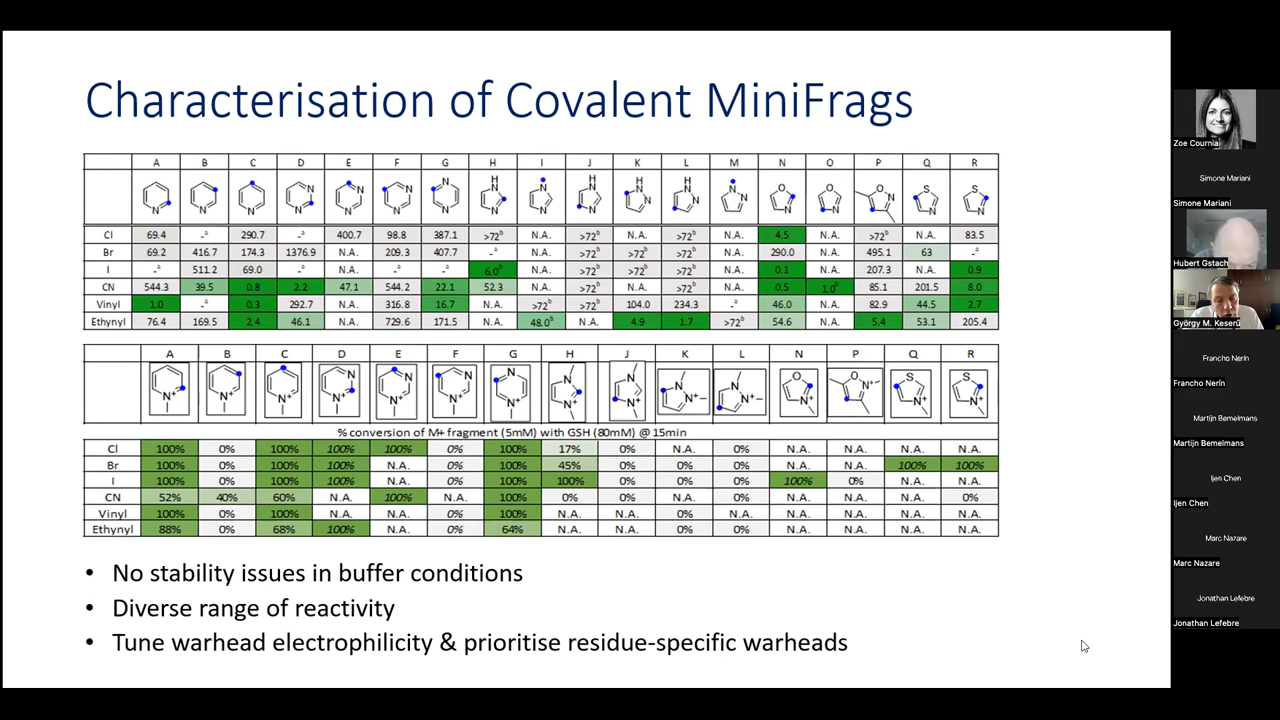 Characterisation of Covalent MiniFrags
A B C D E F G H I J K L M N O P Q R
Cl 69.4 -a 290.7 -a 400.7 98.8 387.1 >72b N.A. >72b N.A. >72b N.A. 4.5 N.A. >72b N.A. 83.5
Br 69.2 416.7 174.3 1376.9 N.A. 209.3 407.7 -a N.A. >72b >72b >72b N.A. 290.0 N.A. 495.1 63 -a
I -a 511.2 69.0 -a N.A. -a -a 6.0b N.A. >72b >72b >72b N.A. 0.1 N.A. 207.3 N.A. 0.9
CN 544.3 39.5 0.8 2.2 47.1 544.2 22.1 52.3 N.A. >72b N.A. >72b N.A. 0.5 1.0b 85.1 201.5 8.0
Vinyl 1.0 -a 0.3 292.7 N.A. 316.8 16.7 N.A. >72b >72b 104.0 234.3 -a 46.0 N.A. 82.9 44.5 2.7
Ethynyl 76.4 169.5 2.4 46.1 N.A. 729.6 171.5 N.A. 48.0b N.A. 4.9 1.7 >72b 54.6 N.A. 5.4 53.1 205.4
A B C D E F G H J K L N P Q R
% conversion of M+ fragment (5mM) with GSH (80mM) @ 15min
Cl 100% 0% 100% 100% 100% 0% 100% 17% 0% N.A. 0% N.A. N.A. N.A. N.A.
Br 100% 0% 100% 100% N.A. 0% 100% 45% 0% 0% 0% N.A. N.A. 100% 100%
I 100% 0% 100% 100% N.A. 0% 100% 100% 0% 0% 0% 100% 0% N.A. N.A.
CN 52% 40% 60% N.A. 100% N.A. 100% 0% 0% N.A. 0% N.A. N.A. N.A. 0%
Vinyl 100% 0% 100% N.A. N.A. 0% 100% N.A. N.A. 0% N.A. N.A. N.A. N.A. N.A.
Ethynyl 88% 0% 68% 100% N.A. 0% 64% N.A. N.A. 0% 0% N.A. N.A. N.A. N.A.
• No stability issues in buffer conditions
• Diverse range of reactivity
• Tune warhead electrophilicity & prioritise residue-specific warheads
Zoe Cournia
Simone Mariani
Simone Mariani
Hubert Gstach
György M. Keserű
Francho Nerín
Francho Nerín
Martijn Bemelmans
Martijn Bemelmans
Ijen Chen
Ijen Chen
Marc Nazare
Marc Nazare
Jonathan Lefebre
Jonathan Lefebre